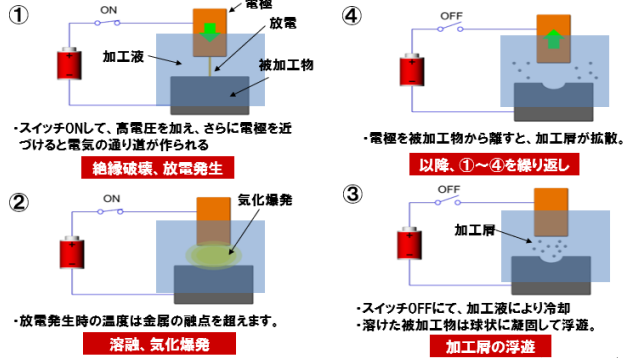 ①
ON
電極
放電
加工液
被加工物
・スイッチONして、高電圧を加え、さらに電極を近
づけると電気の通り道が作られる
絶縁破壊、放電発生
②
ON
気化爆発
・放電発生時の温度は金属の融点を超えます。
溶融、気化爆発
③
OFF
加工屑
・スイッチOFFにて、加工液により冷却
・溶けた被加工物は球状に凝固して浮遊。
加工屑の浮遊
④
OFF
・電極を被加工物から離すと、加工屑が拡散。
以降、①～④を繰り返し